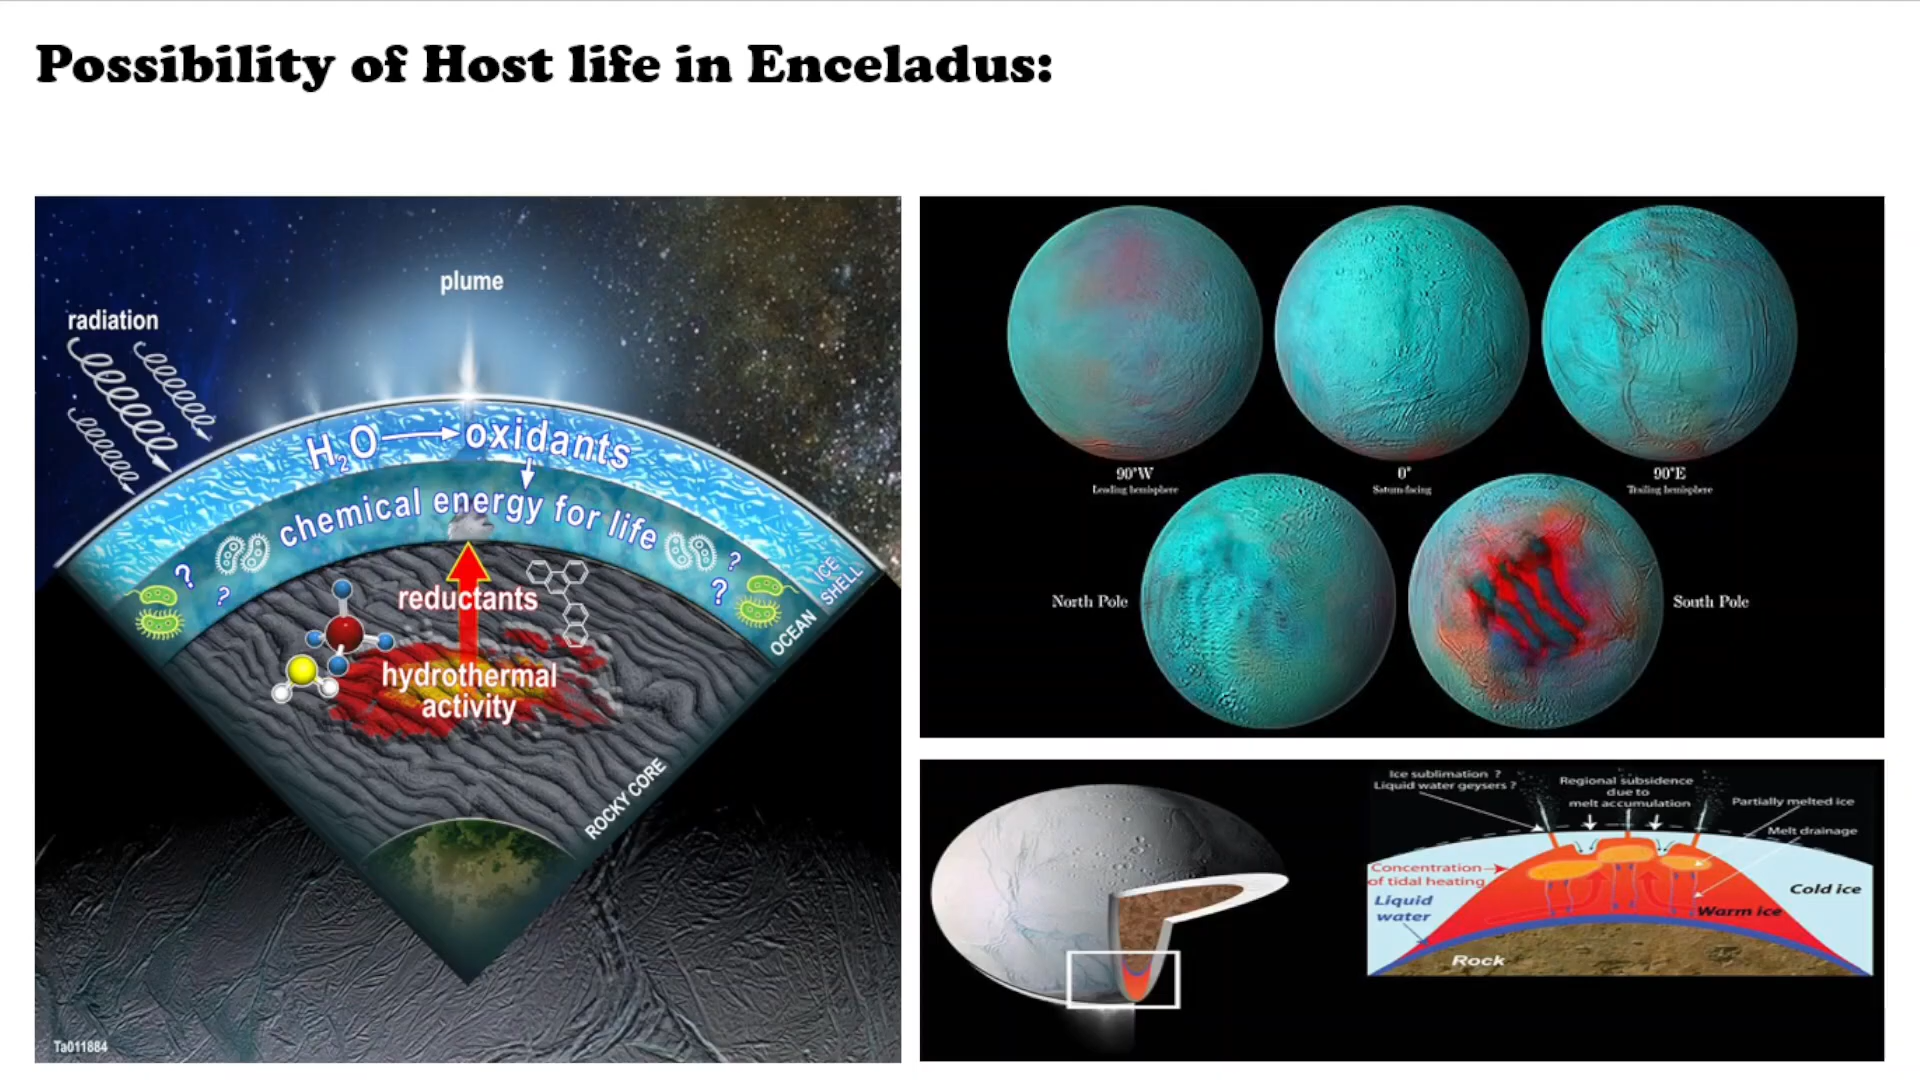 Possibility of Host life in Enceladus:
plume
radiation
H₂O → oxidants
chemical energy for life
?
?
?
?
ICE
SHELL
OCEAN
reductants
hydrothermal
activity
ROCKY CORE
Ta011884
90°W
Leading hemisphere
0°
Saturn-facing
90°E
Trailing hemisphere
North Pole
South Pole
Ice sublimation ?
Liquid water geysers ?
Regional subsidence
due to
melt accumulation
Partially melted ice
Melt drainage
Concentration
of tidal heating
Liquid
water
Cold ice
Warm ice
Rock